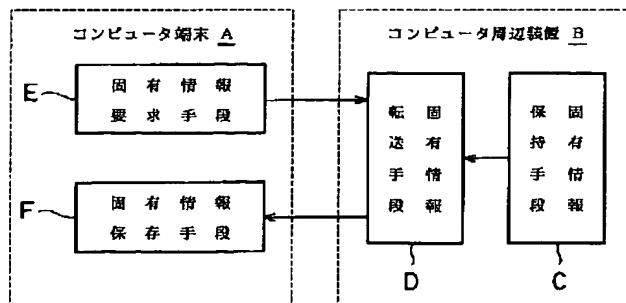 コンピュータ端末 A
コンピュータ周辺装置 B
E
固有情報
要求手段
F
固有情報
保存手段
固有情報
転送手段
D
固有情報
保持手段
C